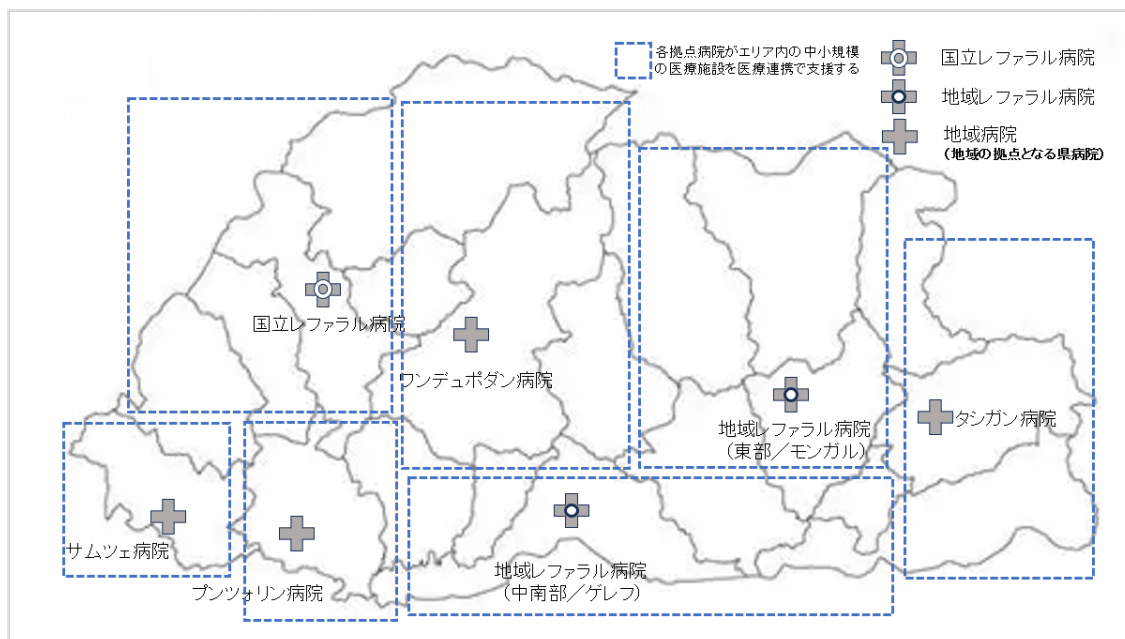 各拠点病院がエリア内の中小規模
の医療施設を医療連携で支援する
国立レファラル病院
地域レファラル病院
地域病院
(地域の拠点となる県病院)
国立レファラル病院
ワンデュポダン病院
地域レファラル病院
(東部／モンガル)
タシガン病院
サムツェ病院
プンツォリン病院
地域レファラル病院
(中南部／ゲレフ)